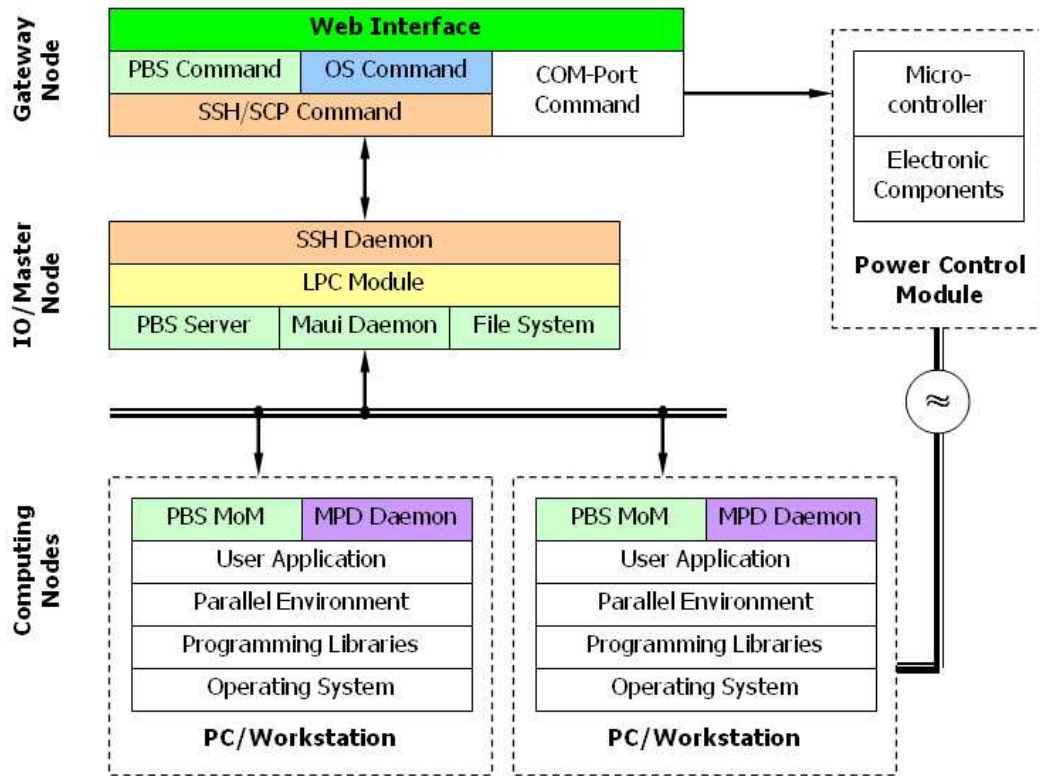 Gateway
Node
Web Interface
PBS Command
OS Command
COM-Port
Command
SSH/SCP Command
Micro-
controller
Electronic
Components
Power Control
Module
IO/Master
Node
SSH Daemon
LPC Module
PBS Server
Maui Daemon
File System
≈
Computing
Nodes
PBS MoM
MPD Daemon
User Application
Parallel Environment
Programming Libraries
Operating System
PC/Workstation
PBS MoM
MPD Daemon
User Application
Parallel Environment
Programming Libraries
Operating System
PC/Workstation